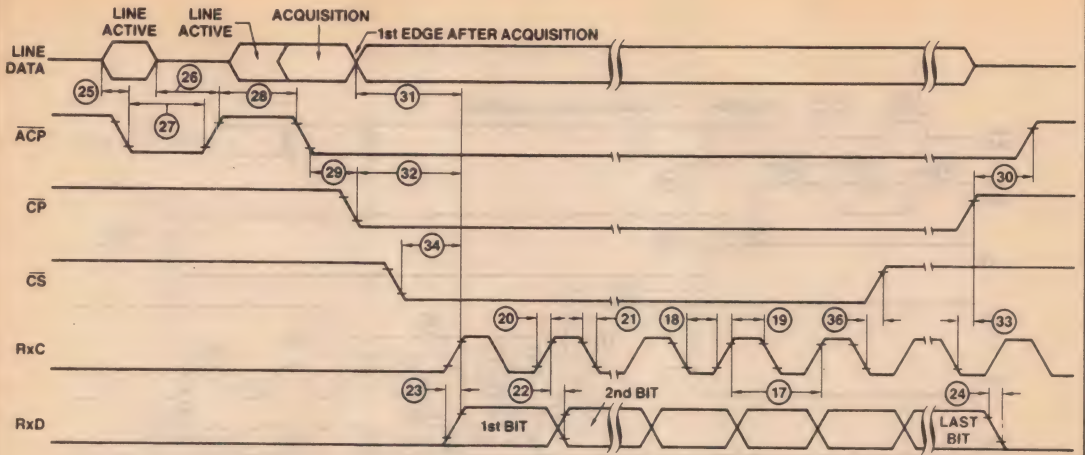 LINE ACTIVE
LINE ACTIVE
ACQUISITION
1st EDGE AFTER ACQUISITION
LINE DATA
25
26
27
28
31
ACP
29
32
30
CP
34
CS
20
21
18
19
36
33
RxC
23
22
2nd BIT
17
24
RxD
1st BIT
LAST BIT